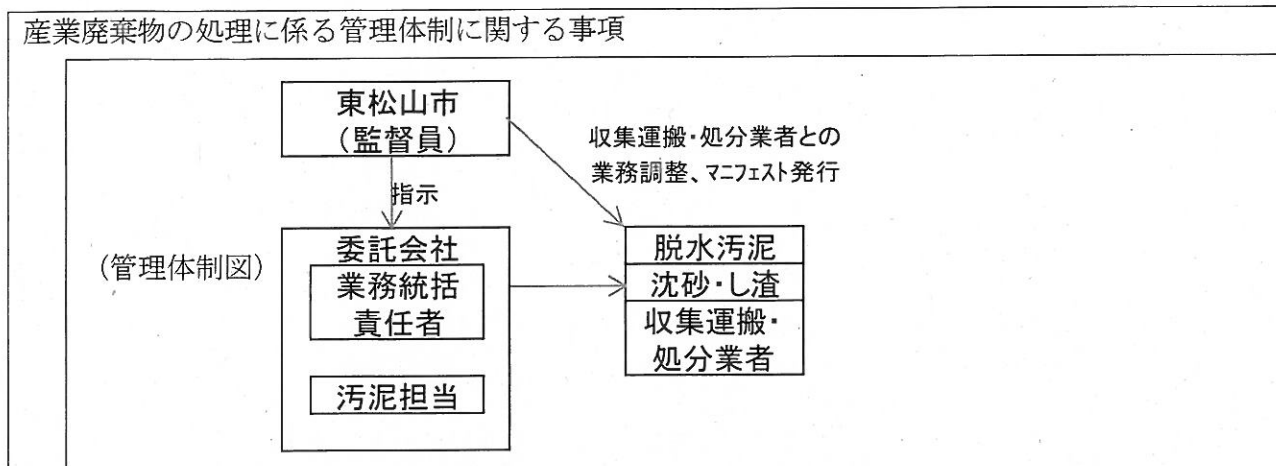 産業廃棄物の処理に係る管理体制に関する事項
東松山市
（監督員）
収集運搬・処分業者との
業務調整、マニフェスト発行
指示
（管理体制図）
委託会社
業務統括
責任者
汚泥担当
脱水汚泥
沈砂・し渣
収集運搬・
処分業者